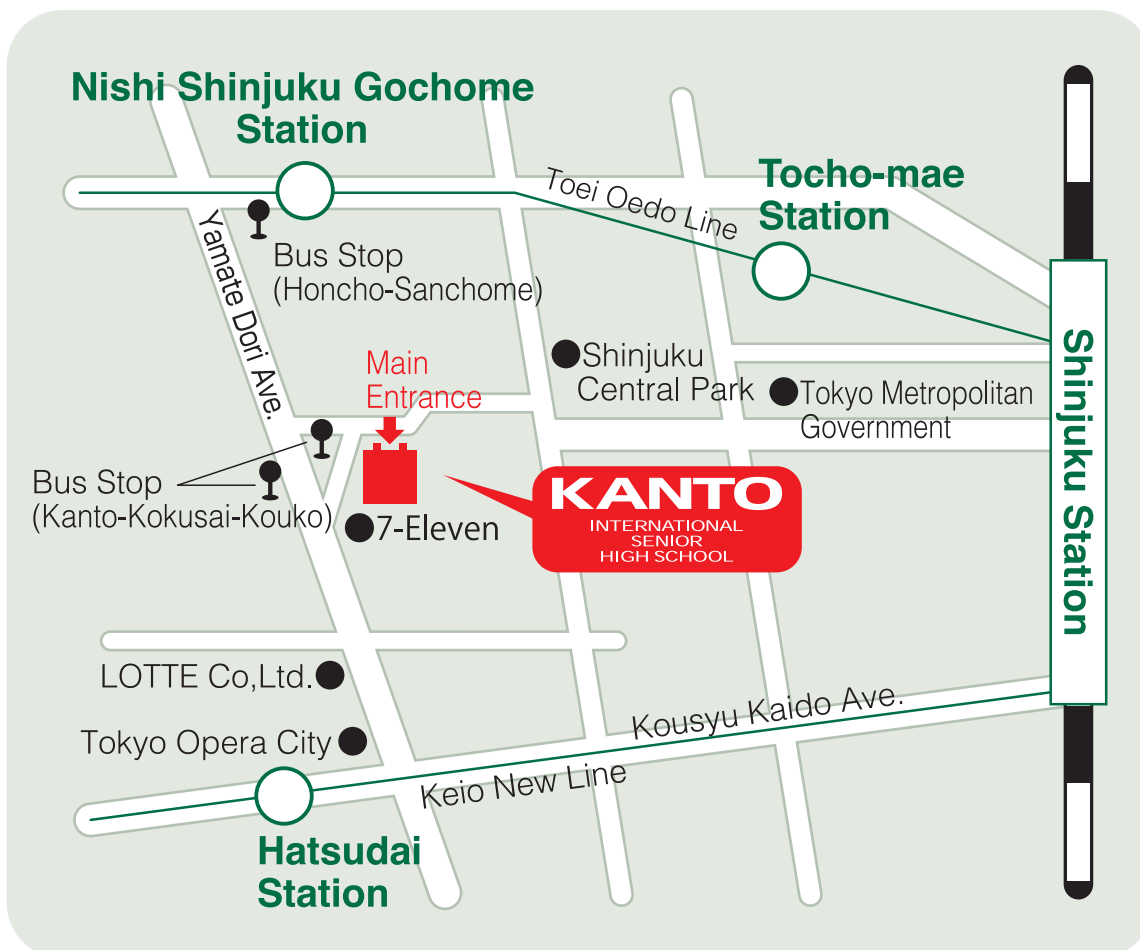 Nishi Shinjuku Gochome
Station
Tocho-mae
Station
Toei Oedo Line
Yamate Dori Ave.
Bus Stop
(Honcho-Sanchome)
Main
Entrance
Shinjuku
Central Park
Tokyo Metropolitan
Government
Shinjuku Station
Bus Stop
(Kanto-Kokusai-Kouko)
7-Eleven
KANTO
INTERNATIONAL
SENIOR
HIGH SCHOOL
LOTTE Co,Ltd.
Tokyo Opera City
Kousyu Kaido Ave.
Keio New Line
Hatsudai
Station